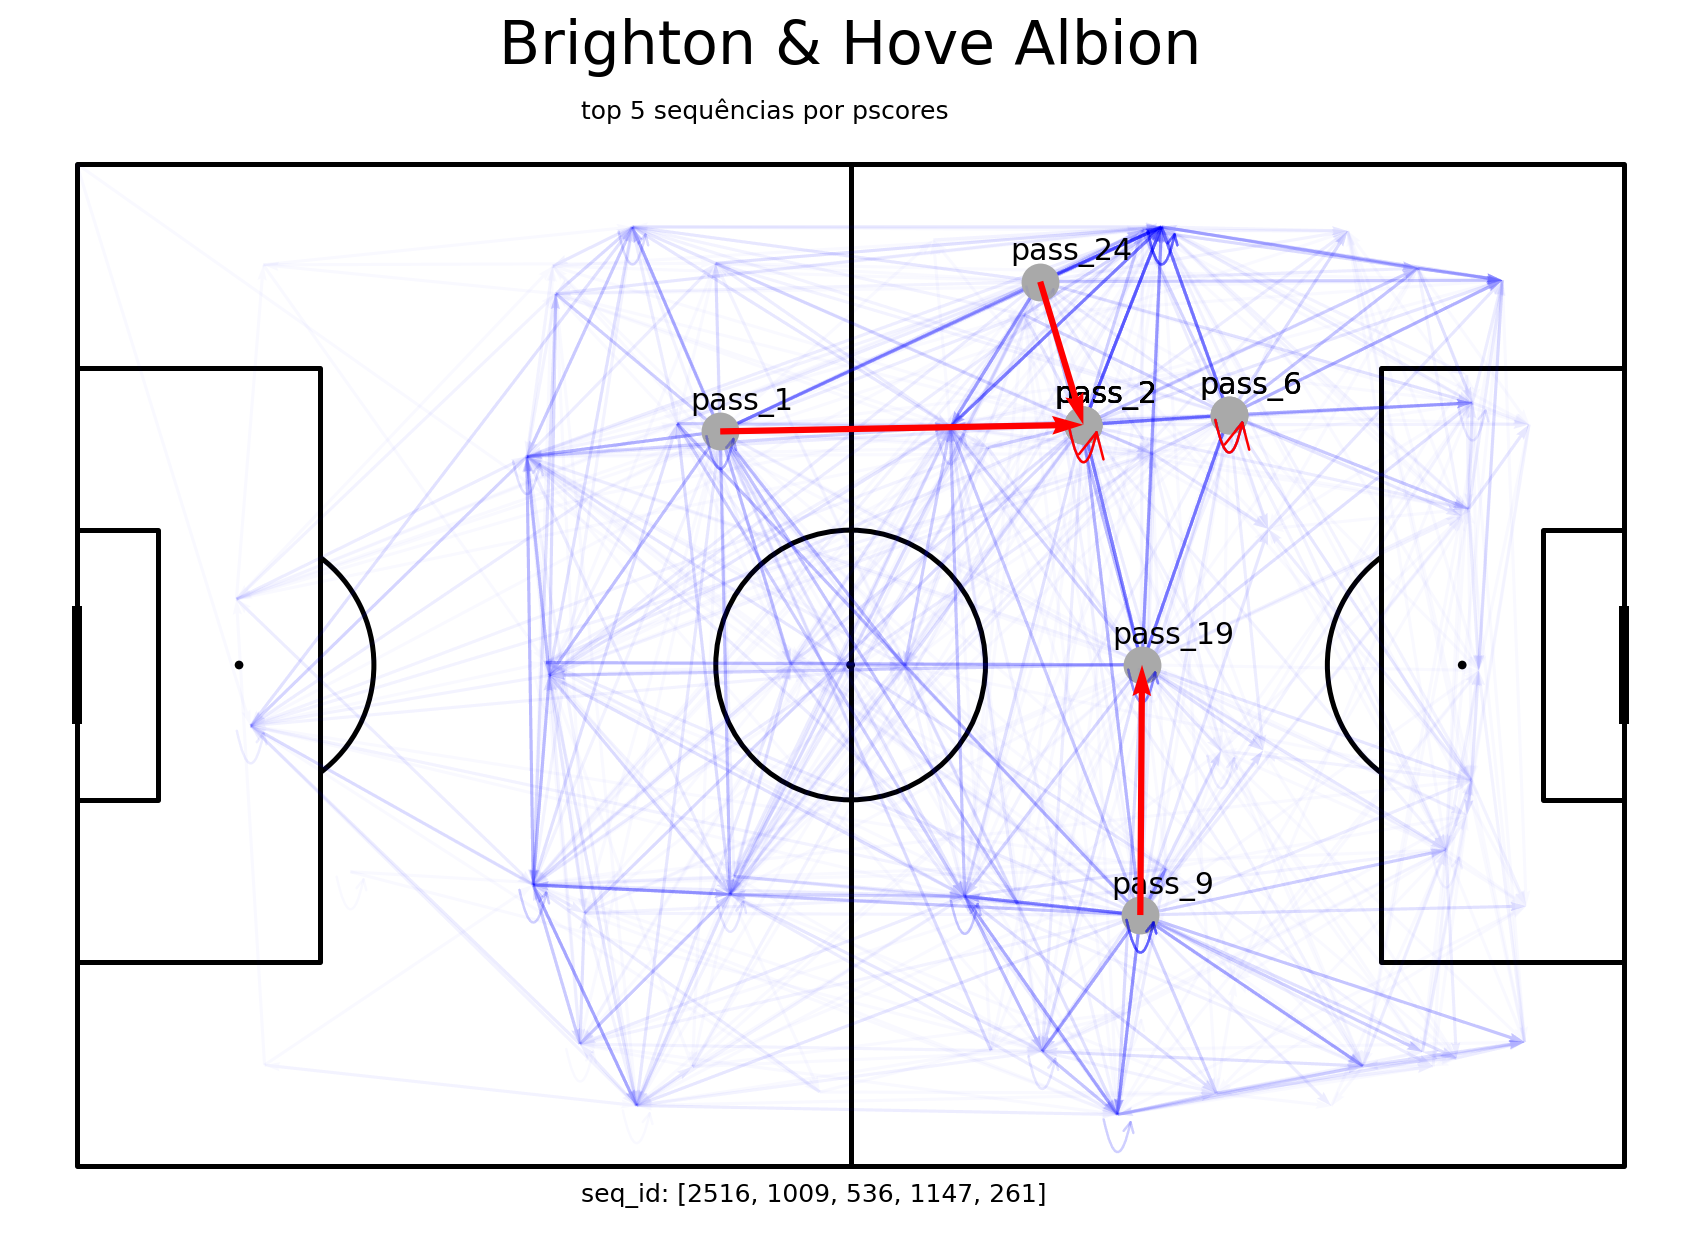 Brighton & Hove Albion
top 5 sequências por pscores
pass_24
pass_2
pass_6
pass_1
pass_19
pass_9
seq_id: [2516, 1009, 536, 1147, 261]